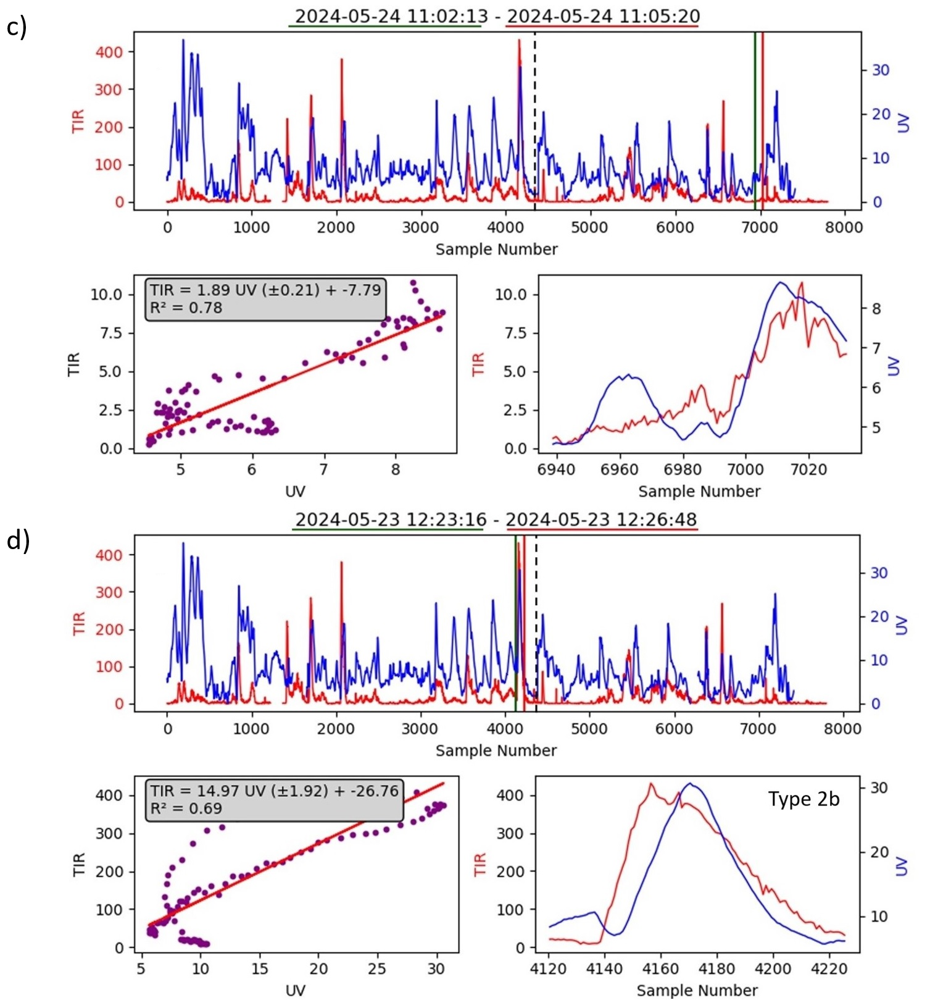 c)
2024-05-24 11:02:13 - 2024-05-24 11:05:20
400
300
200
100
0
TIR
30
20
10
0
UV
0 1000 2000 3000 4000 5000 6000 7000 8000
Sample Number
TIR = 1.89 UV (±0.21) + -7.79
R² = 0.78
10.0
7.5
5.0
2.5
0.0
TIR
5 6 7 8
UV
10.0
7.5
5.0
2.5
0.0
TIR
8
7
6
5
UV
6940 6960 6980 7000 7020
Sample Number
d)
2024-05-23 12:23:16 - 2024-05-23 12:26:48
400
300
200
100
0
TIR
30
20
10
0
UV
0 1000 2000 3000 4000 5000 6000 7000 8000
Sample Number
TIR = 14.97 UV (±1.92) + -26.76
R² = 0.69
400
300
200
100
0
TIR
5 10 15 20 25 30
UV
Type 2b
400
300
200
100
0
TIR
30
20
10
UV
4120 4140 4160 4180 4200 4220
Sample Number